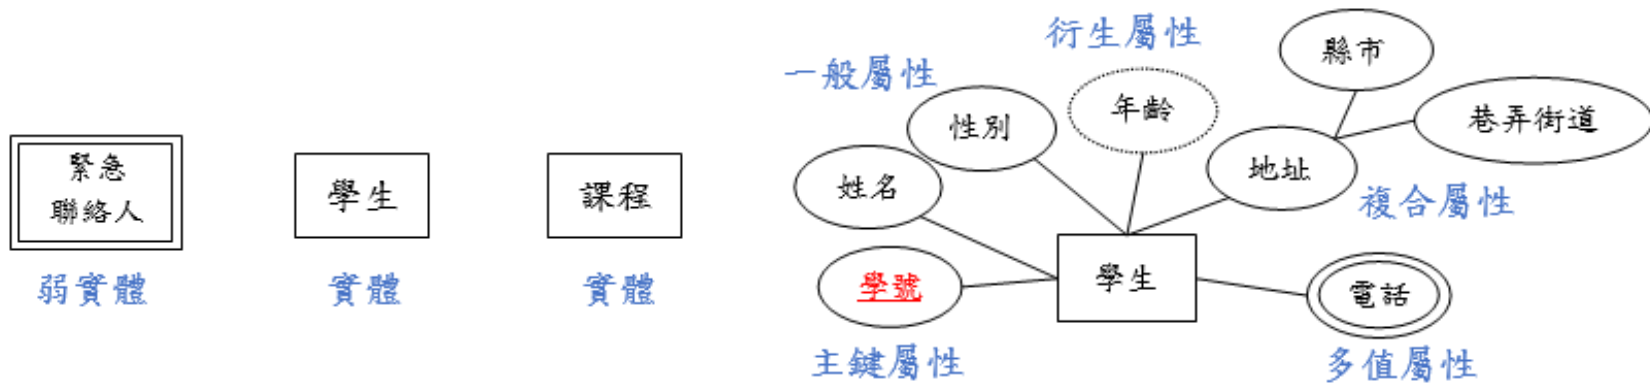 緊急
聯絡人
弱實體
學生
實體
課程
實體
一般屬性
衍生屬性
縣市
年齡
巷弄街道
性別
地址
姓名
複合屬性
學號
學生
電話
主鍵屬性
多值屬性